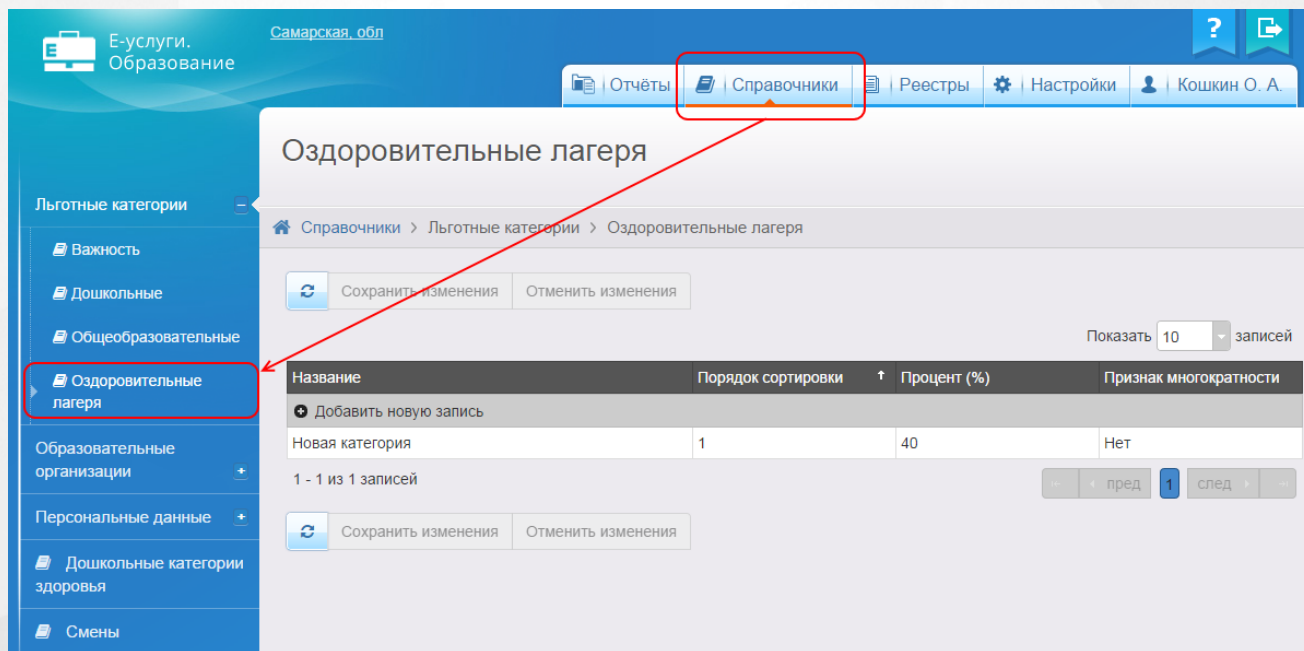 E
Е-услуги.
Образование
Самарская, обл
?
Отчёты
Справочники
Реестры
Настройки
Кошкин О. А.
Оздоровительные лагеря
Льготные категории
Важность
Дошкольные
Общеобразовательные
Оздоровительные
лагеря
Образовательные
организации
Персональные данные
Дошкольные категории
здоровья
Смены
Справочники > Льготные категории > Оздоровительные лагеря
Сохранить изменения Отменить изменения
Показать 10 записей
Название Порядок сортировки Процент (%) Признак многократности
Добавить новую запись
Новая категория 1 40 Нет
1 - 1 из 1 записей
пред 1 след
Сохранить изменения Отменить изменения